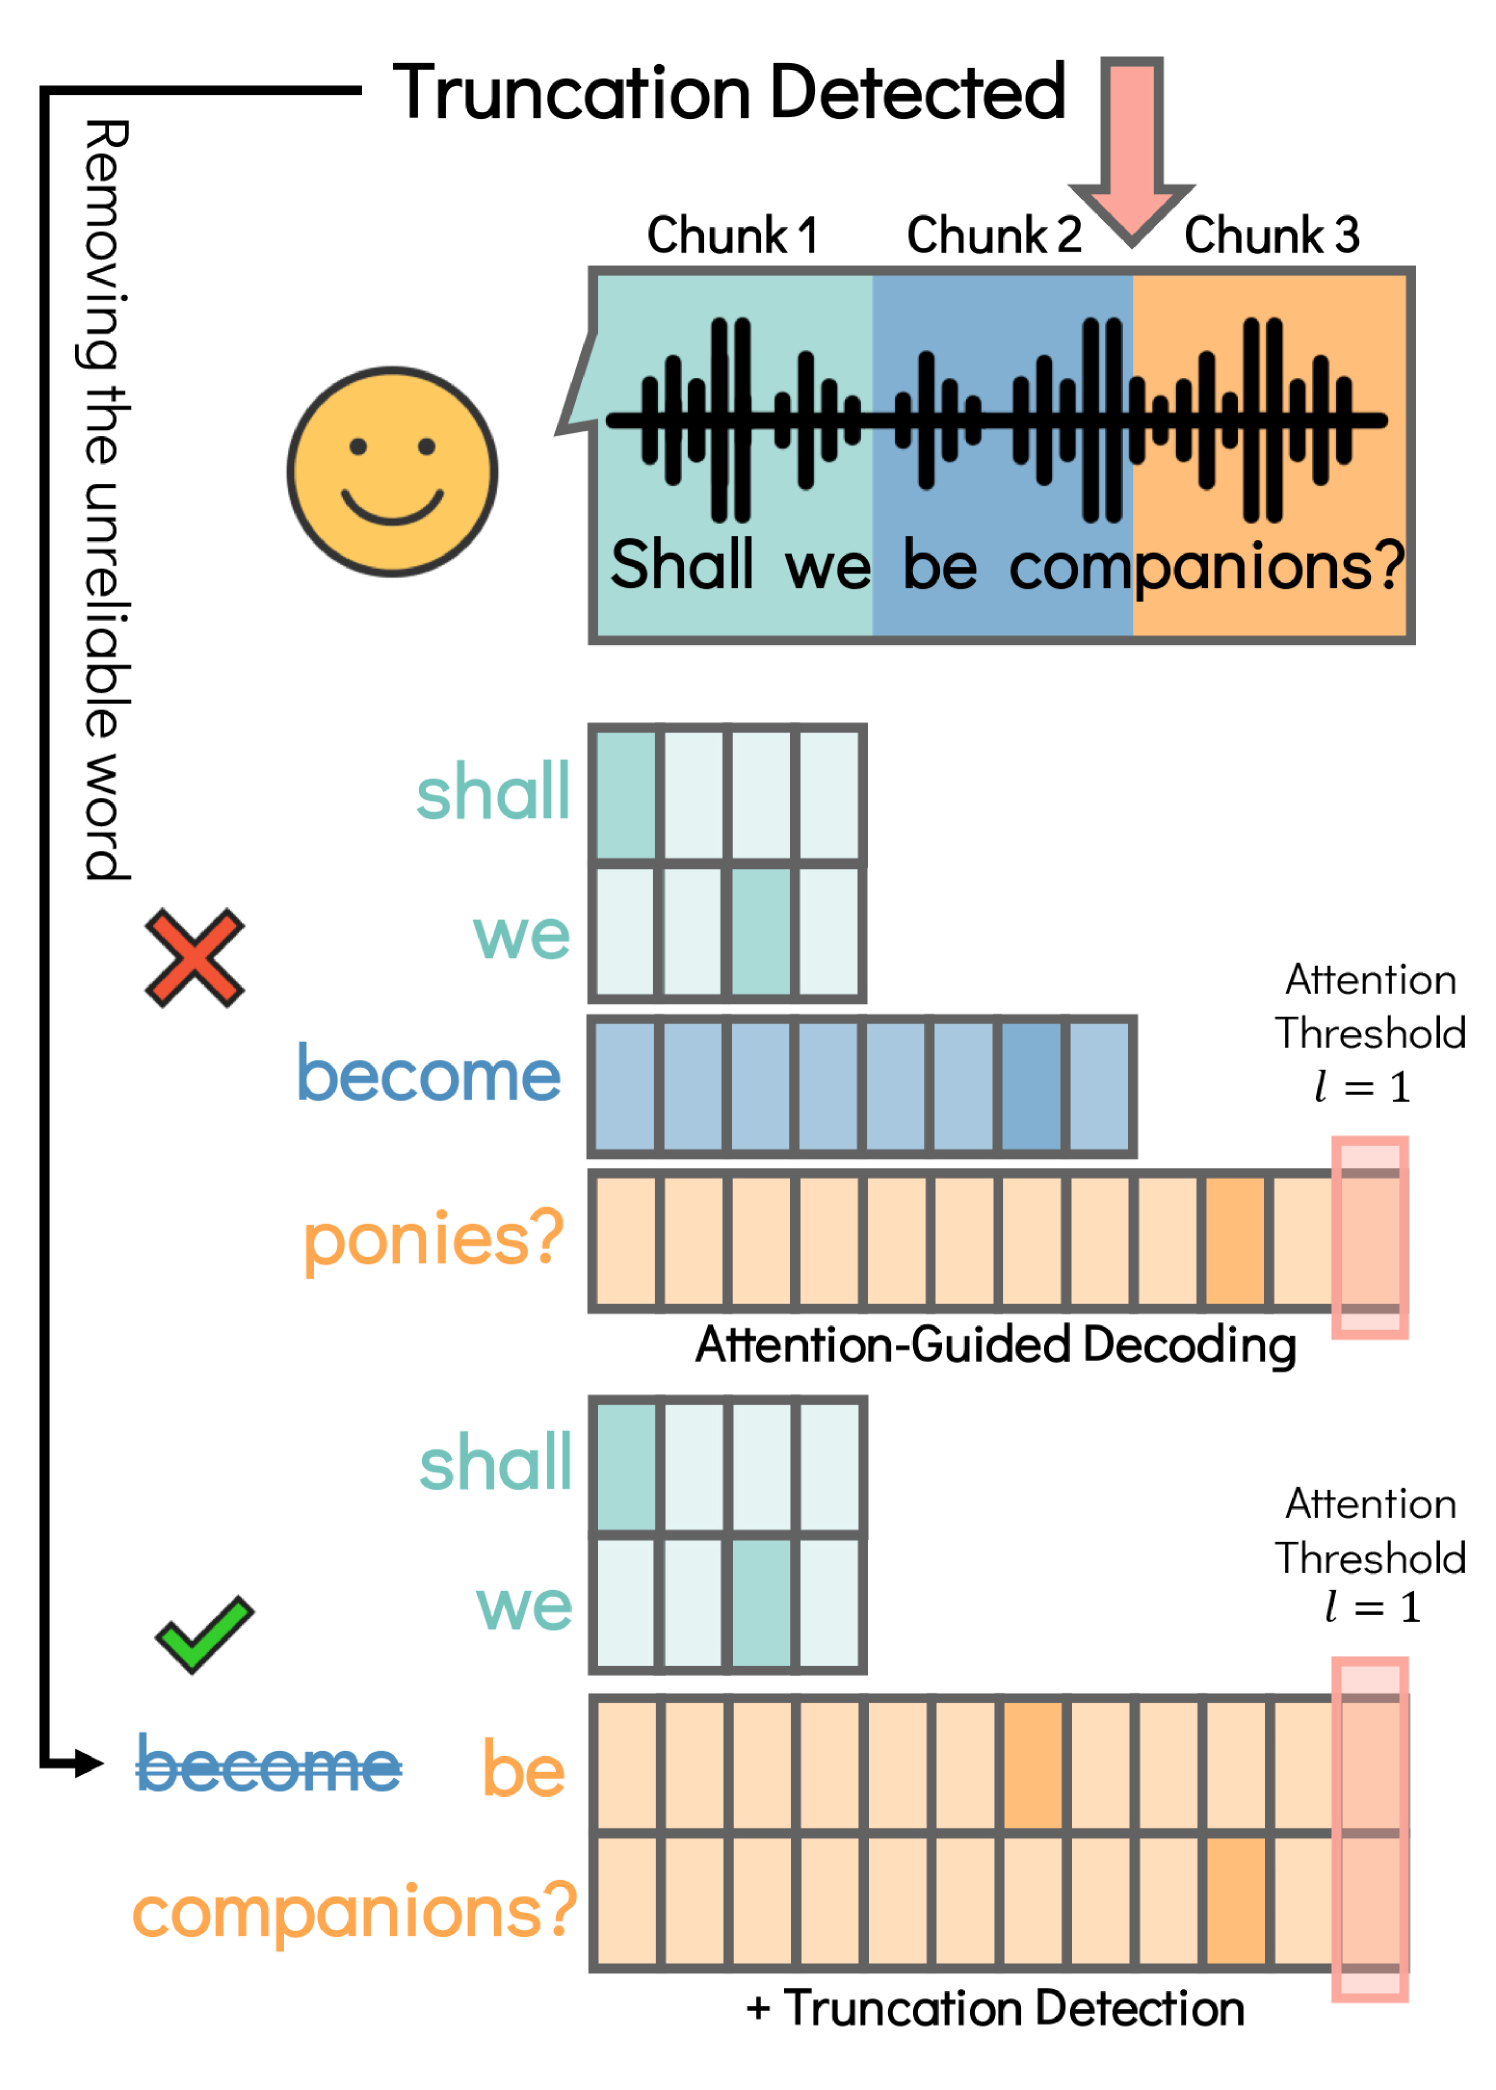 Truncation Detected
Removing the unreliable word
Chunk 1
Chunk 2
Chunk 3
Shall we be companions?
shall
we
become
ponies?
Attention
Threshold
l = 1
Attention-Guided Decoding
shall
we
become
be
companions?
Attention
Threshold
l = 1
+ Truncation Detection